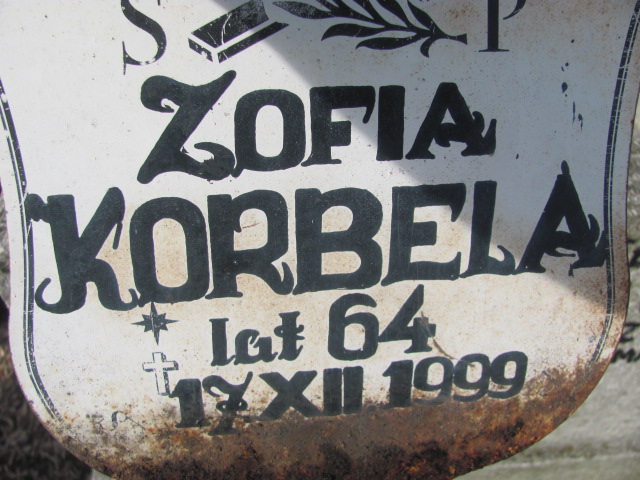 S P
ZOFIA
KORBELA
lat 64
17.XII.1999